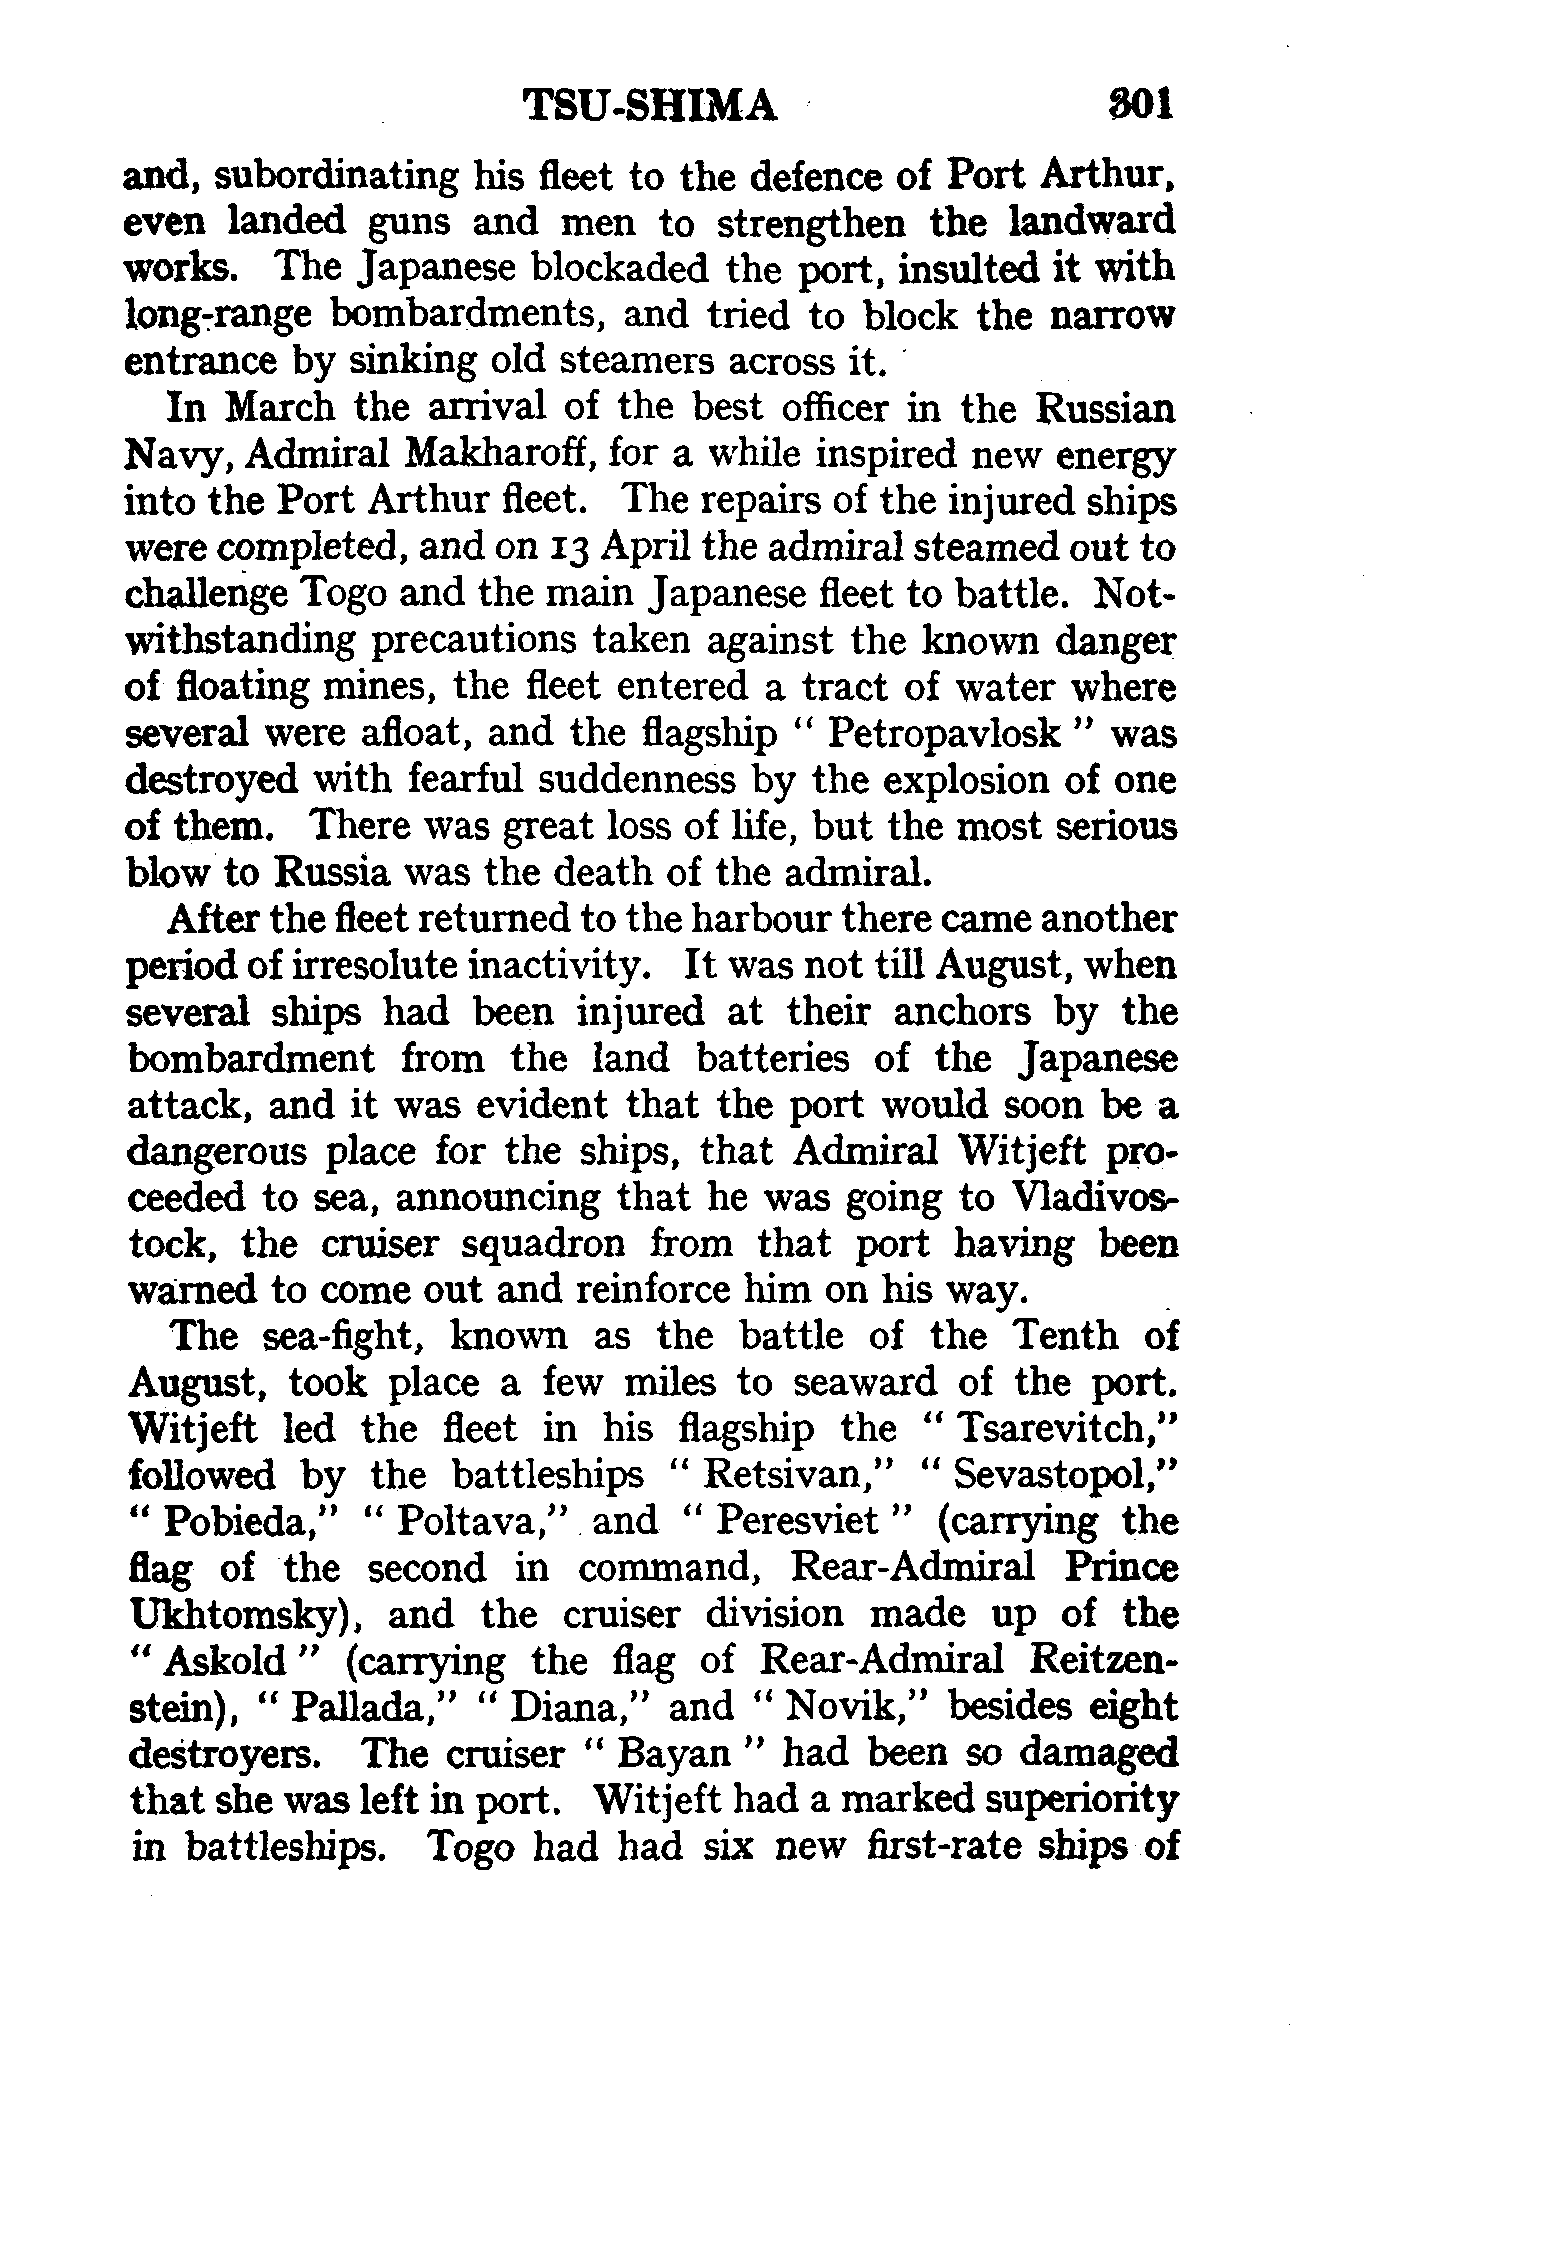 TSU-SHIMA 301
and, subordinating his fleet to the defence of Port Arthur,
even landed guns and men to strengthen the landward
works. The Japanese blockaded the port, insulted it with
long-range bombardments, and tried to block the narrow
entrance by sinking old steamers across it.
In March the arrival of the best officer in the Russian
Navy, Admiral Makharoff, for a while inspired new energy
into the Port Arthur fleet. The repairs of the injured ships
were completed, and on 13 April the admiral steamed out to
challenge Togo and the main Japanese fleet to battle. Not-
withstanding precautions taken against the known danger
of floating mines, the fleet entered a tract of water where
several were afloat, and the flagship " Petropavlosk " was
destroyed with fearful suddenness by the explosion of one
of them. There was great loss of life, but the most serious
blow to Russia was the death of the admiral.
After the fleet returned to the harbour there came another
period of irresolute inactivity. It was not till August, when
several ships had been injured at their anchors by the
bombardment from the land batteries of the Japanese
attack, and it was evident that the port would soon be a
dangerous place for the ships, that Admiral Witjeft pro-
ceeded to sea, announcing that he was going to Vladivos-
tock, the cruiser squadron from that port having been
warned to come out and reinforce him on his way.
The sea-fight, known as the battle of the Tenth of
August, took place a few miles to seaward of the port.
Witjeft led the fleet in his flagship the " Tsarevitch,"
followed by the battleships " Retsivan," " Sevastopol,"
" Pobieda," " Poltava," and " Peresviet " (carrying the
flag of the second in command, Rear-Admiral Prince
Ukhtomsky), and the cruiser division made up of the
" Askold " (carrying the flag of Rear-Admiral Reitzen-
stein), " Pallada," " Diana," and " Novik," besides eight
destroyers. The cruiser " Bayan " had been so damaged
that she was left in port. Witjeft had a marked superiority
in battleships. Togo had had six new first-rate ships of